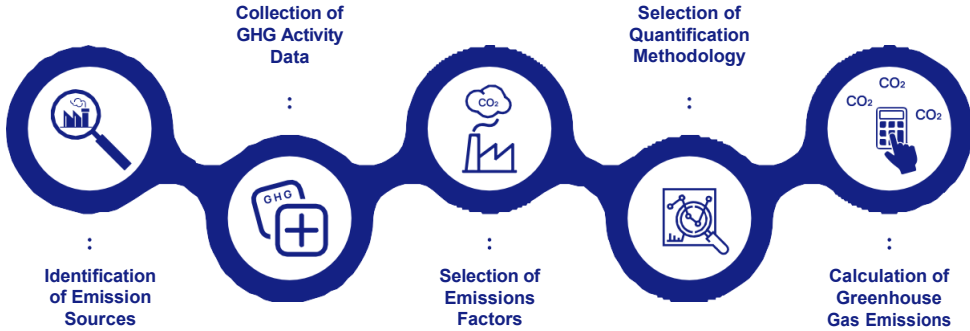 Collection of
GHG Activity
Data
:
Selection of
Quantification
Methodology
:
CO₂
CO₂
CO₂
CO₂
GHG
:
Identification
of Emission
Sources
:
Selection of
Emissions
Factors
:
Calculation of
Greenhouse
Gas Emissions